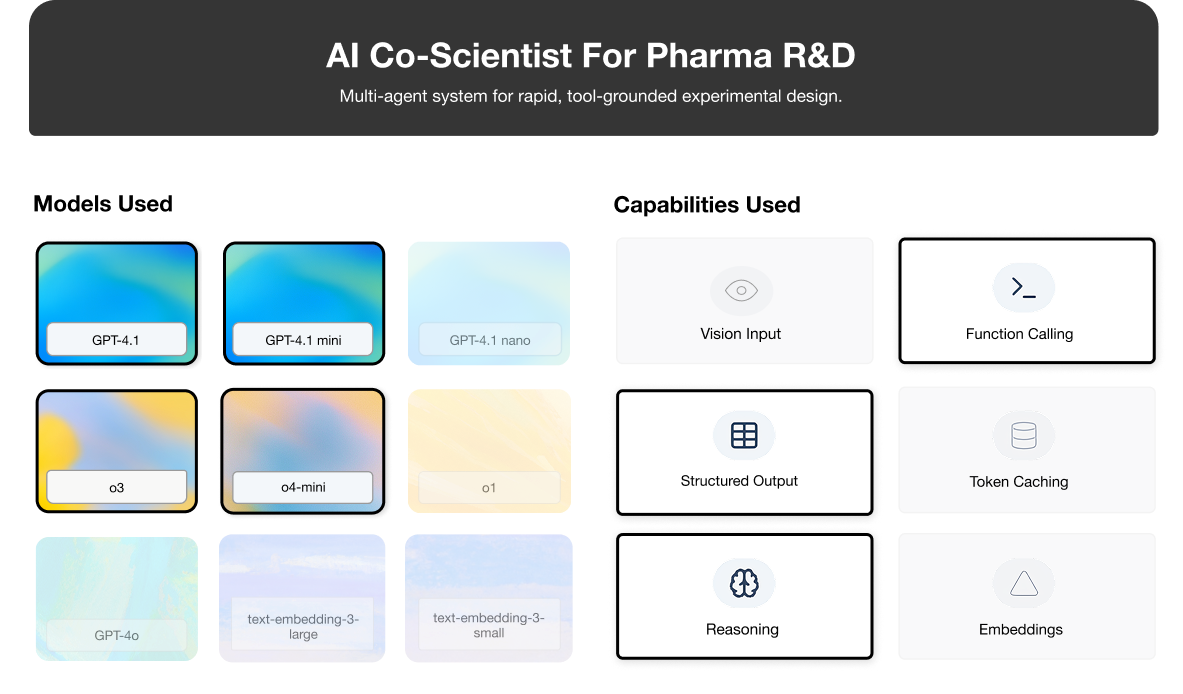 AI Co-Scientist For Pharma R&D
Multi-agent system for rapid, tool-grounded experimental design.
Models Used
GPT-4.1
GPT-4.1 mini
GPT-4.1 nano
o3
o4-mini
o1
GPT-4o
text-embedding-3-
large
text-embedding-3-
small
Capabilities Used
Vision Input
Function Calling
Structured Output
Token Caching
Reasoning
Embeddings